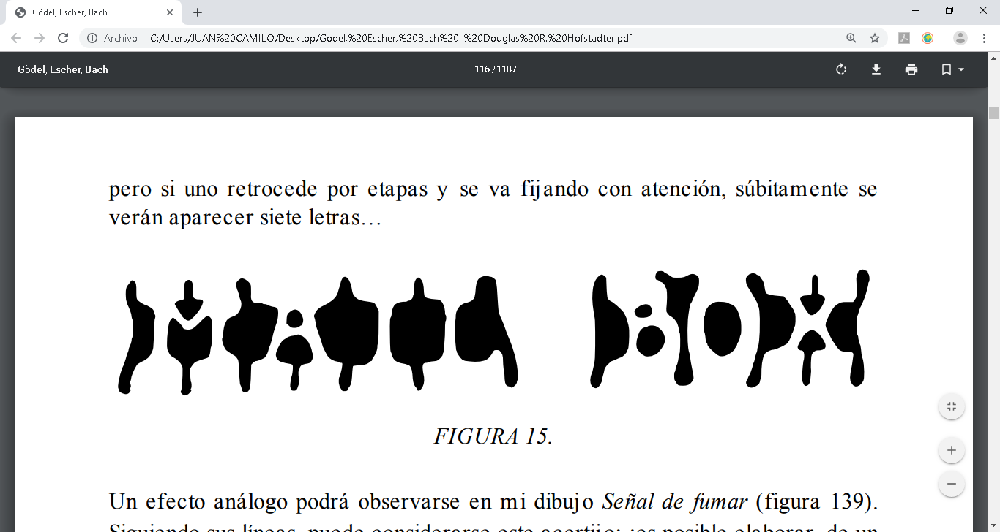 Gödel, Escher, Bach
Archivo C:/Users/JUAN%20CAMILO/Desktop/Godel,%20Escher,%20Bach%20-%20Douglas%20R.%20Hofstadter.pdf
Gödel, Escher, Bach 116 / 1187
pero si uno retrocede por etapas y se va fijando con atención, súbitamente se
verán aparecer siete letras…
FIGURA 15.
Un efecto análogo podrá observarse en mi dibujo Señal de fumar (figura 139).
Siguiendo sus líneas, puede considerarse este acertijo: ¿es posible elaborar, de un